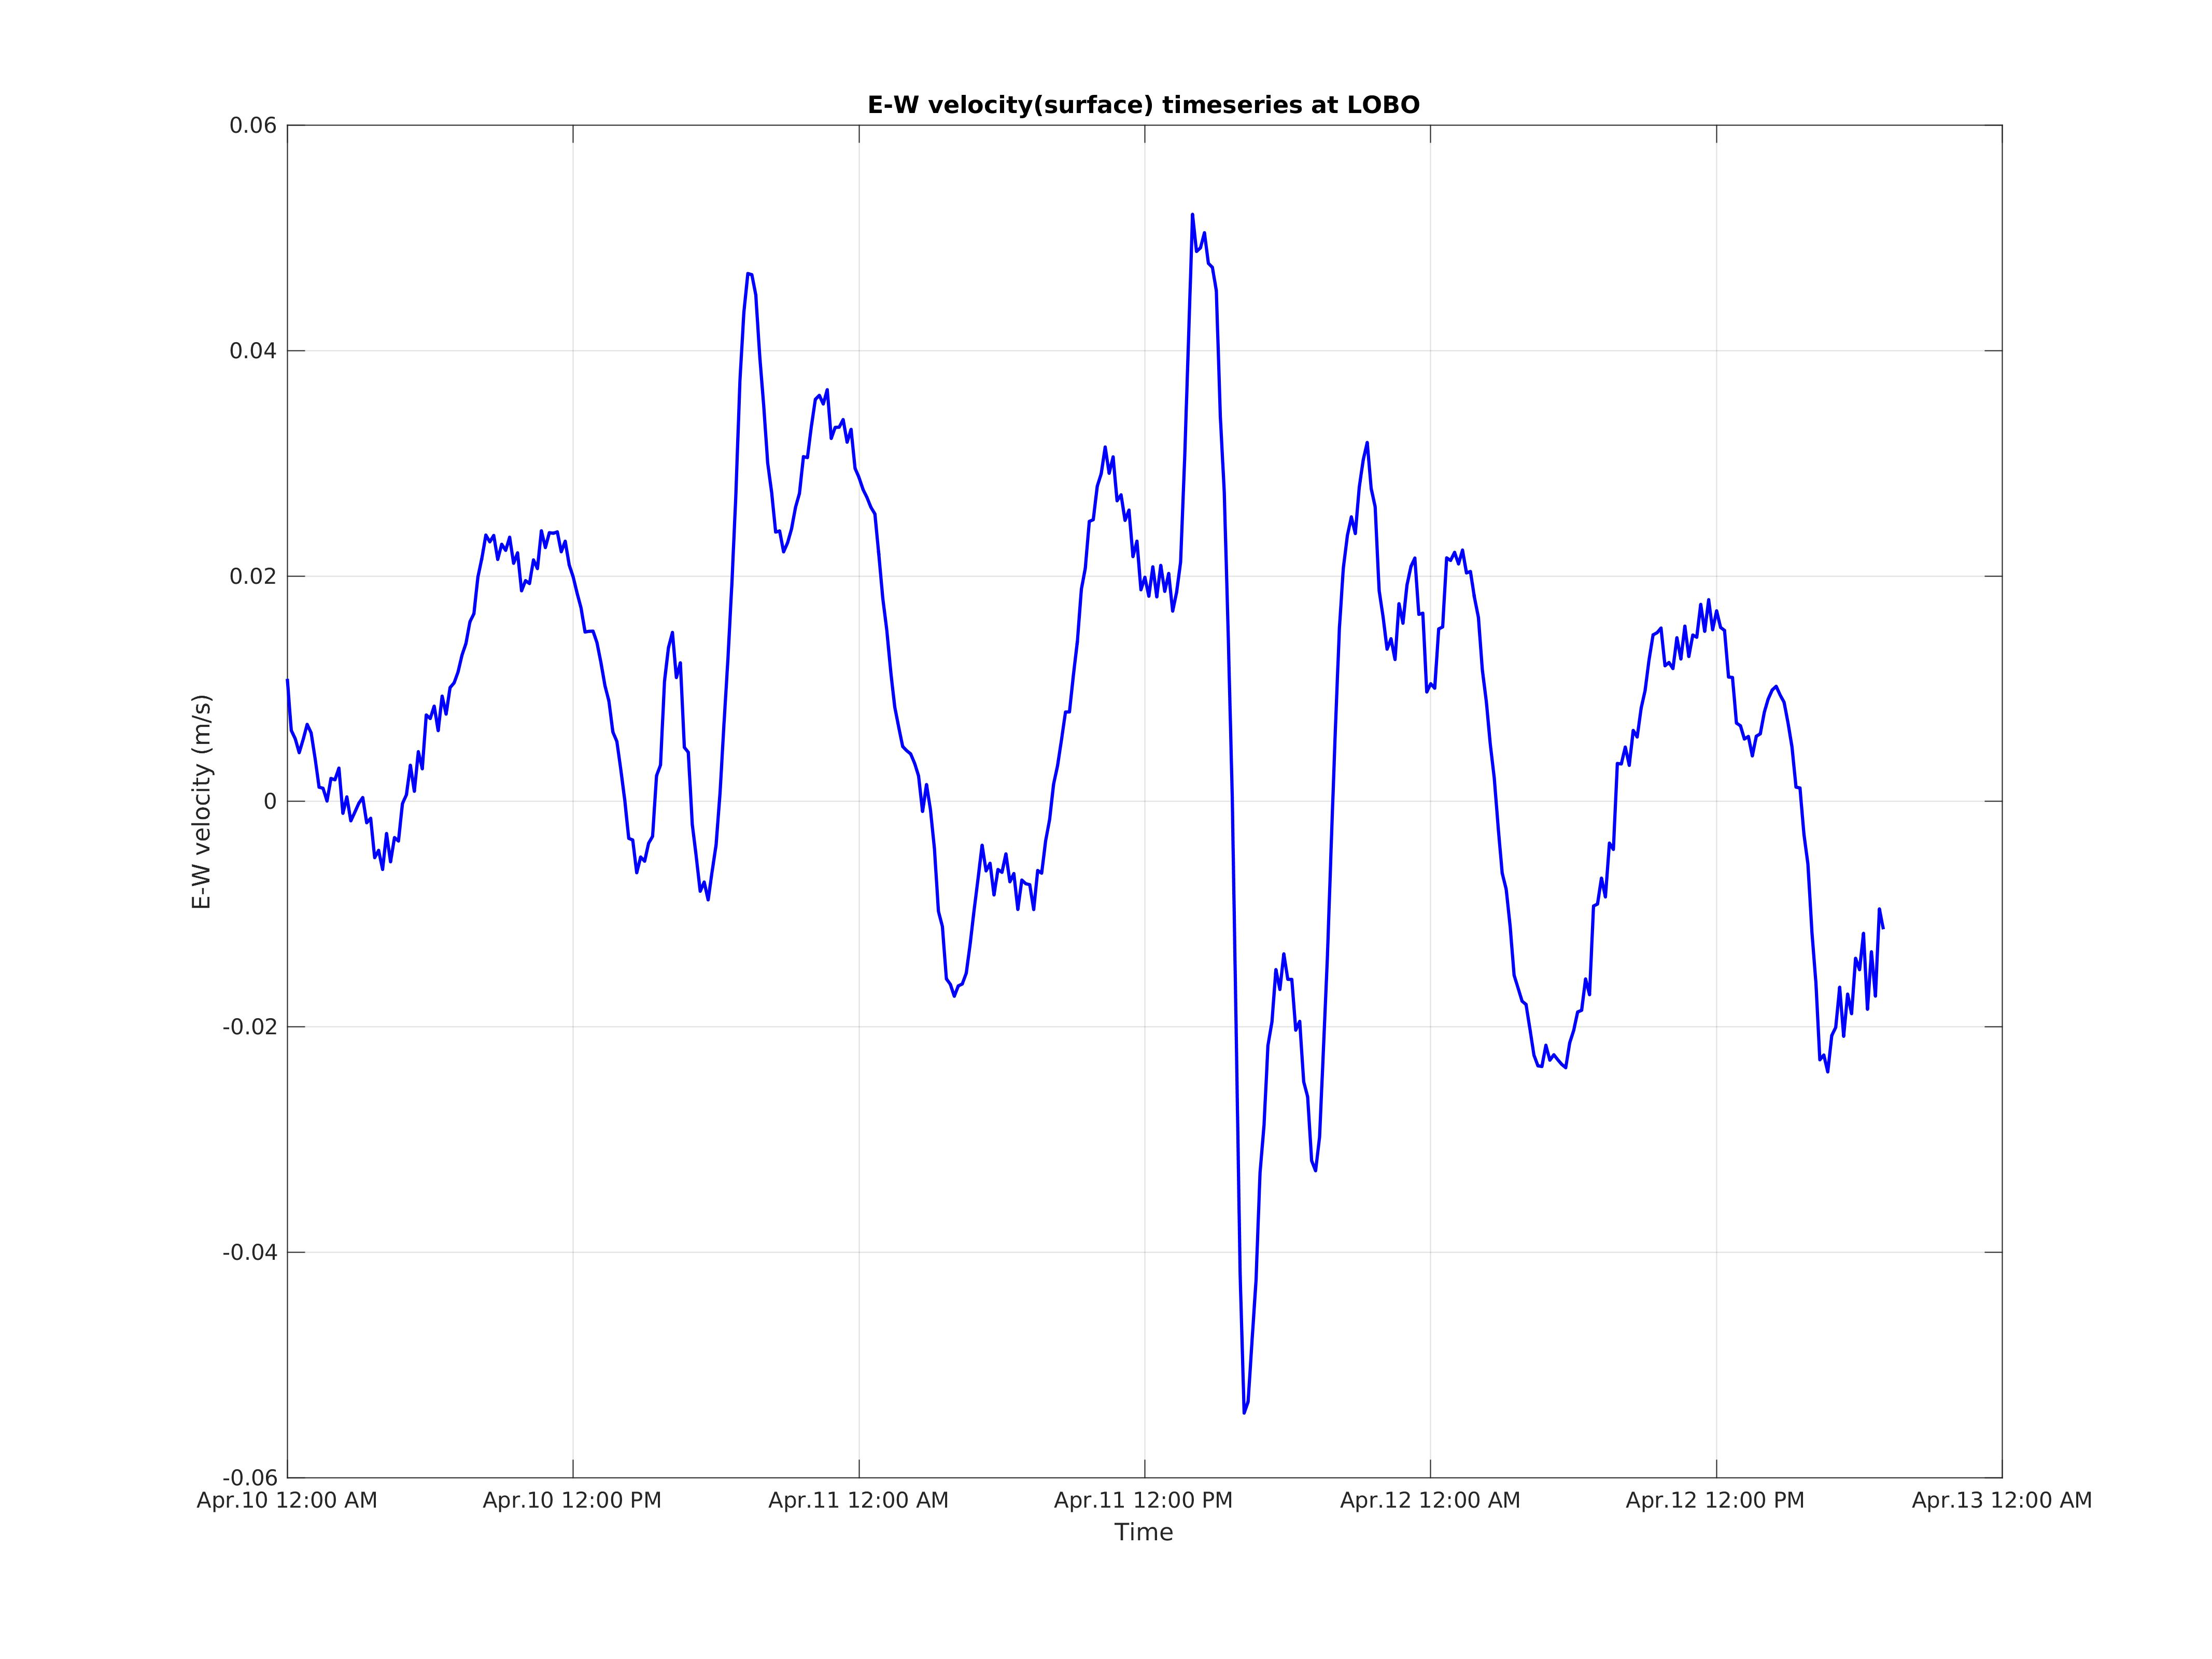 E-W velocity(surface) timeseries at LOBO
0.06
0.04
0.02
0
-0.02
-0.04
-0.06
E-W velocity (m/s)
Apr.10 12:00 AM
Apr.10 12:00 PM
Apr.11 12:00 AM
Apr.11 12:00 PM
Apr.12 12:00 AM
Apr.12 12:00 PM
Apr.13 12:00 AM
Time